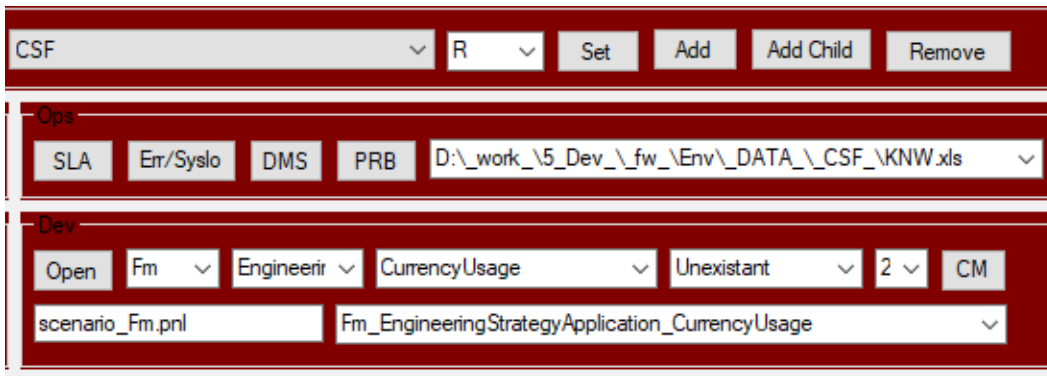 CSF R Set Add Add Child Remove
Ops
SLA Err/Syslo DMS PRB D:\_work_\5_Dev_\_fw_\Env\_DATA_\_CSF_\KNW.xls
Dev
Open Fm Engineerir CurrencyUsage Unexistant 2 CM
scenario_Fm.pnl Fm_EngineeringStrategyApplication_CurrencyUsage